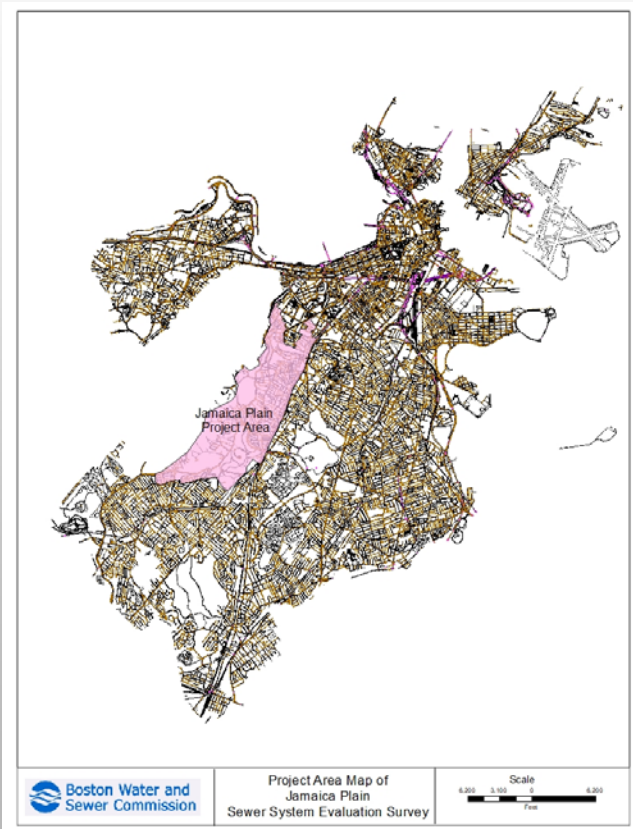 Jamaica Plain
Project Area
Boston Water and
Sewer Commission
Project Area Map of
Jamaica Plain
Sewer System Evaluation Survey
Scale
6,200 3,100 0 6,200
Feet